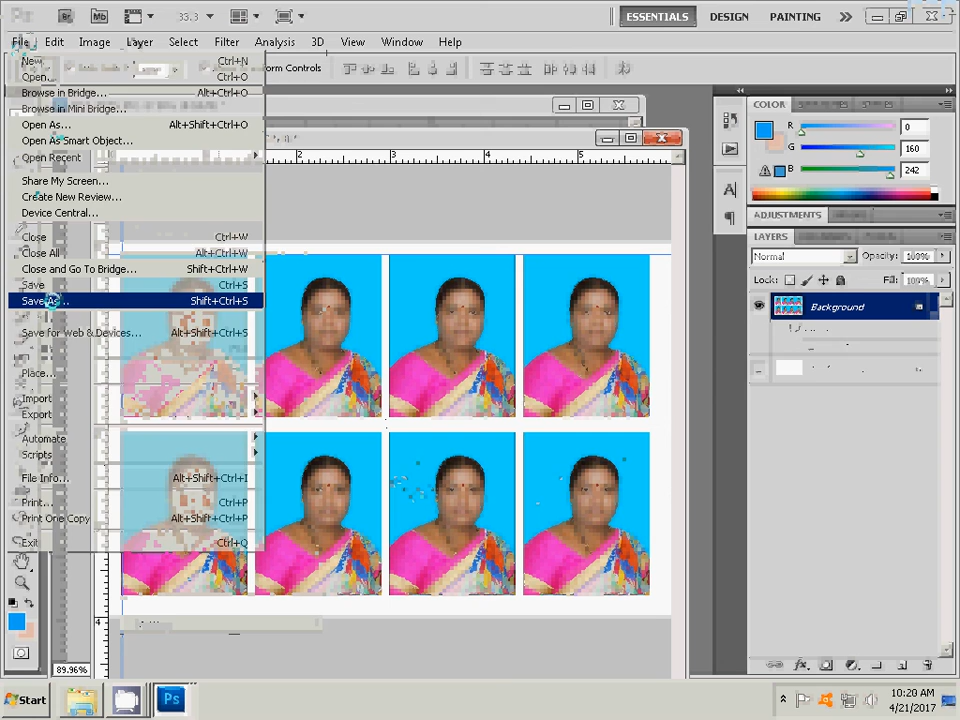 Br Mb 33.3 ESSENTIALS DESIGN PAINTING
File Edit Image Layer Select Filter Analysis 3D View Window Help
New... Ctrl+N
orm Controls
Open... Ctrl+O
Browse in Bridge... Alt+Ctrl+O
Browse in Mini Bridge...
Open As... Alt+Shift+Ctrl+O
Open As Smart Object...
Open Recent
2 3 4 5
Share My Screen...
Create New Review...
Device Central...
Close Ctrl+W
Close All Alt+Ctrl+W
Close and Go To Bridge... Shift+Ctrl+W
Save Ctrl+S
Save As... Shift+Ctrl+S
Save for Web & Devices... Alt+Shift+Ctrl+S
Place...
Import
Export
Automate
Scripts
File Info... Alt+Shift+Ctrl+I
Print... Ctrl+P
Print One Copy Alt+Shift+Ctrl+P
Exit Ctrl+Q
4
89.96%
COLOR
R 0
G 160
B 242
ADJUSTMENTS
LAYERS
Normal Opacity: 100%
Lock: Fill: 100%
Background
Start Ps 10:20 AM
4/21/2017